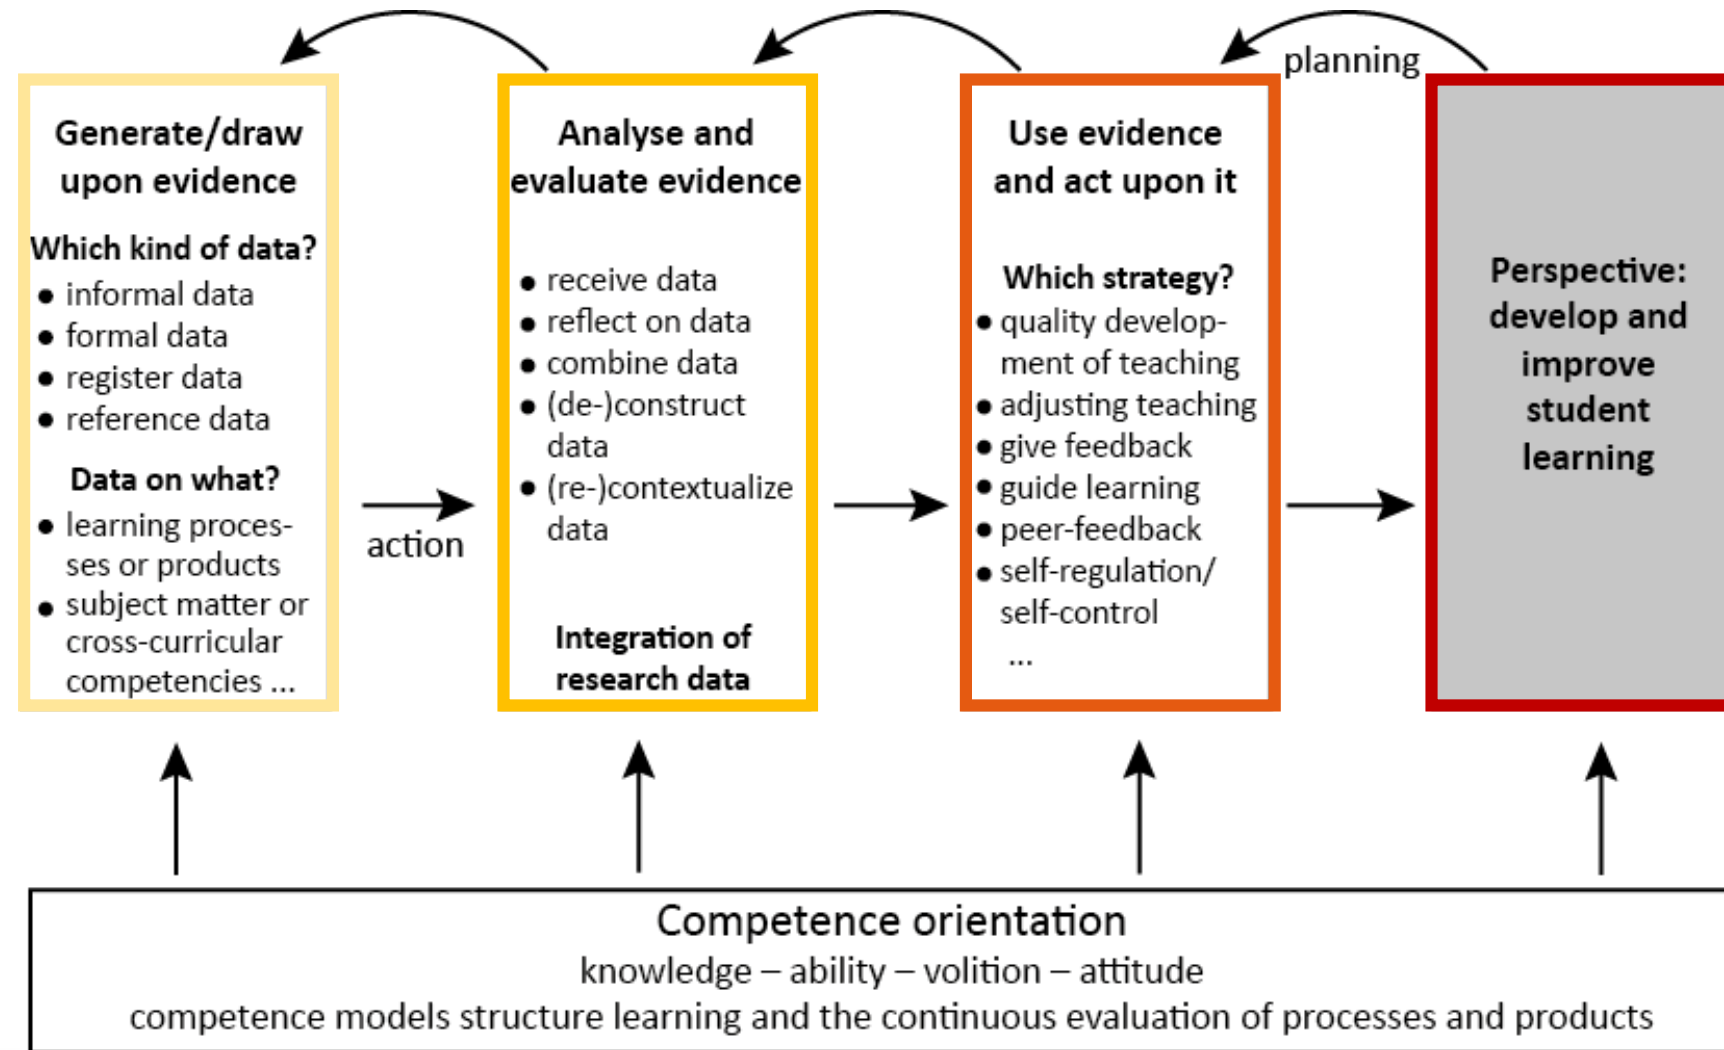 planning
Generate/draw
upon evidence
Which kind of data?
● informal data
● formal data
● register data
● reference data
Data on what?
● learning proces-
ses or products
● subject matter or
cross-curricular
competencies ...
action
Analyse and
evaluate evidence
● receive data
● reflect on data
● combine data
● (de-)construct
data
● (re-)contextualize
data
Integration of
research data
Use evidence
and act upon it
Which strategy?
● quality develop-
ment of teaching
● adjusting teaching
● give feedback
● guide learning
● peer-feedback
● self-regulation/
self-control
...
Perspective:
develop and
improve
student
learning
Competence orientation
knowledge – ability – volition – attitude
competence models structure learning and the continuous evaluation of processes and products